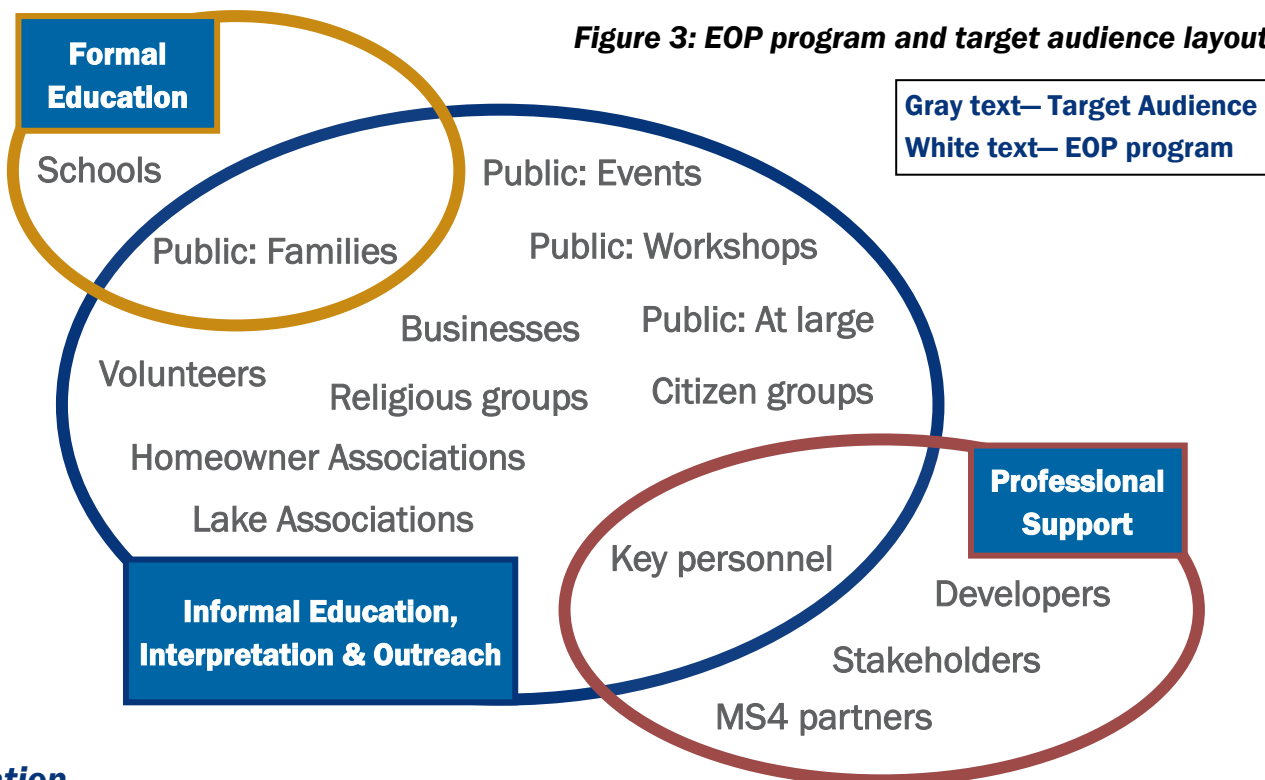 Figure 3: EOP program and target audience layout
Gray text— Target Audience
White text— EOP program
Formal
Education
Schools
Public: Families
Public: Events
Public: Workshops
Public: At large
Businesses
Volunteers
Religious groups
Citizen groups
Homeowner Associations
Lake Associations
Informal Education,
Interpretation & Outreach
Professional
Support
Key personnel
Developers
Stakeholders
MS4 partners